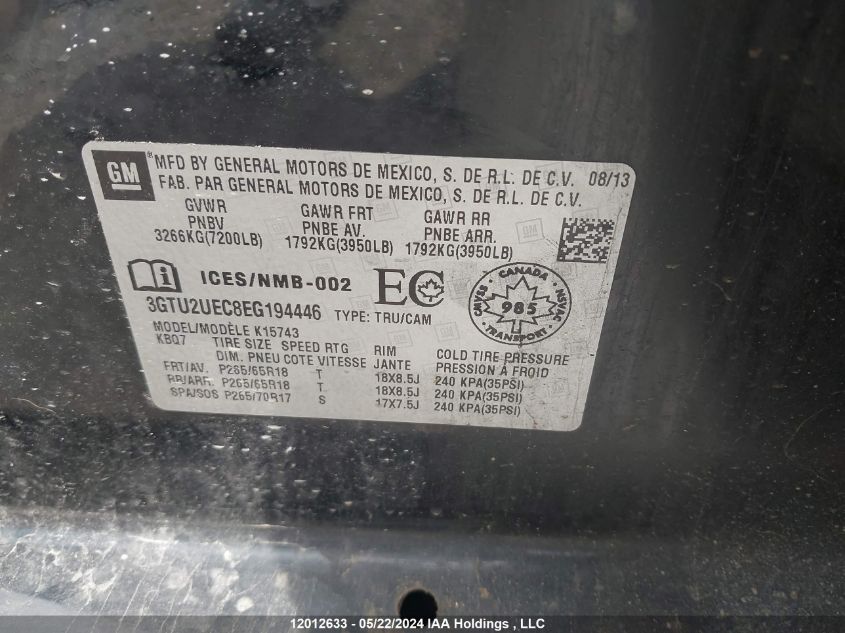 GM
MFD BY GENERAL MOTORS DE MEXICO, S. DE R.L. DE C.V. 08/13
FAB. PAR GENERAL MOTORS DE MEXICO, S. DE R.L. DE C.V.
GVWR GAWR FRT GAWR RR
PNBV PNBE AV. PNBE ARR.
3266KG(7200LB) 1792KG(3950LB) 1792KG(3950LB)
ICES/NMB-002 EC
CANADA
CMVSS NSVAC
985
TRANSPORT
3GTU2UEC8EG194446 TYPE: TRU/CAM
MODEL/MODÈLE K15743
KBQ7 TIRE SIZE SPEED RTG RIM COLD TIRE PRESSURE
DIM. PNEU COTE VITESSE JANTE PRESSION À FROID
FRT/AV. P265/65R18 T 18X8.5J 240 KPA(35PSI)
RR/ARR. P265/65R18 T 18X8.5J 240 KPA(35PSI)
SPA/SOS P265/70R17 S 17X7.5J 240 KPA(35PSI)
12012633 - 05/22/2024 IAA Holdings , LLC